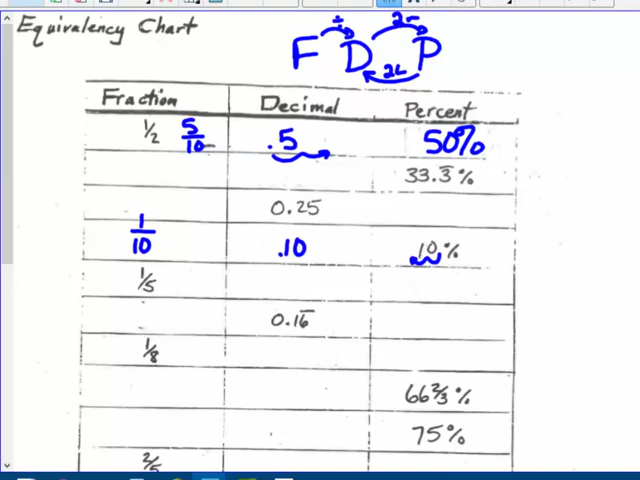 Equivalency Chart
F ÷ D 2R P
2L
Fraction Decimal Percent
1/2 5/10 .5 50%
33.3̅%
0.25
1/10 .10 10%
1/5
0.16̅
1/8
66 2/3%
75%
2/5